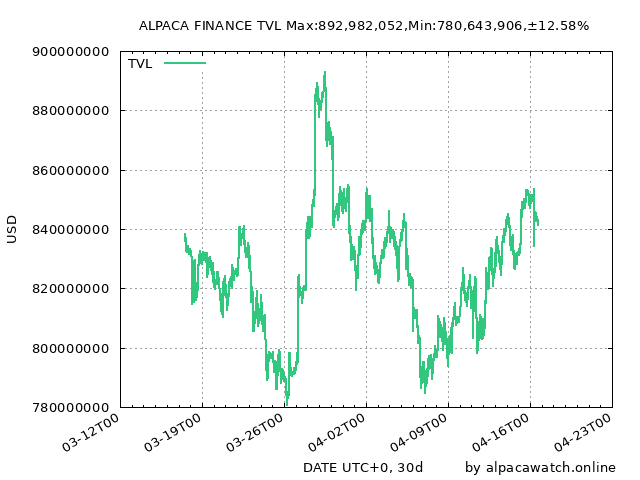 ALPACA FINANCE TVL Max:892,982,052,Min:780,643,906,±12.58%
900000000
TVL
880000000
860000000
840000000
USD
820000000
800000000
780000000
03-12T00
03-19T00
03-26T00
04-02T00
04-09T00
04-16T00
04-23T00
DATE UTC+0, 30d
by alpacawatch.online